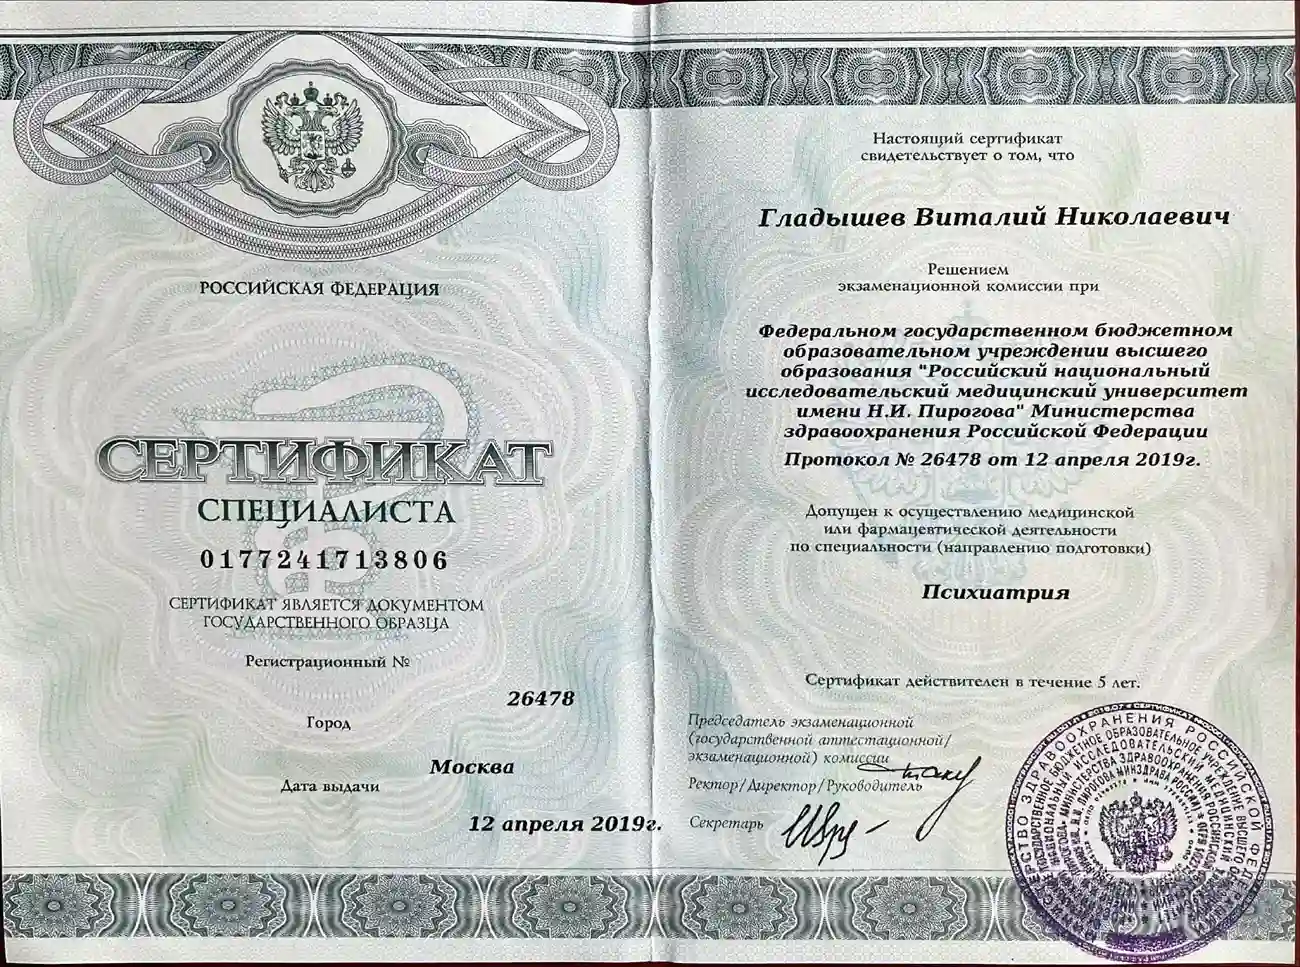 РОССИЙСКАЯ ФЕДЕРАЦИЯ
СЕРТИФИКАТ
СПЕЦИАЛИСТА
0177241713806
СЕРТИФИКАТ ЯВЛЯЕТСЯ ДОКУМЕНТОМ
ГОСУДАРСТВЕННОГО ОБРАЗЦА
Регистрационный №
26478
Город
Москва
Дата выдачи
12 апреля 2019г.
Настоящий сертификат
свидетельствует о том, что
Гладышев Виталий Николаевич
Решением
экзаменационной комиссии при
Федеральном государственном бюджетном
образовательном учреждении высшего
образования "Российский национальный
исследовательский медицинский университет
имени Н.И. Пирогова" Министерства
здравоохранения Российской Федерации
Протокол № 26478 от 12 апреля 2019г.
Допущен к осуществлению медицинской
или фармацевтической деятельности
по специальности (направлению подготовки)
Психиатрия
Сертификат действителен в течение 5 лет.
Председатель экзаменационной
(государственной аттестационной/
экзаменационной) комиссии
Ректор/Директор/Руководитель
Секретарь